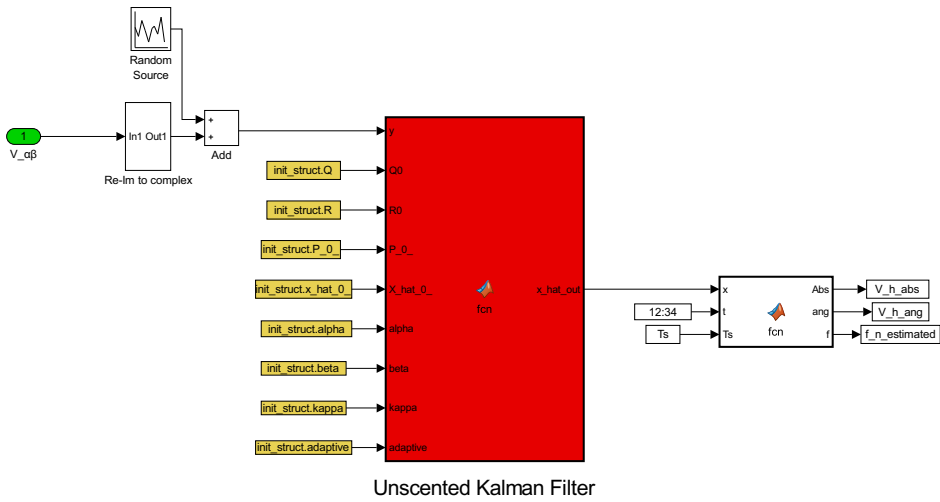 Random
Source
1
V_αβ
In1 Out1
Re-Im to complex
+
+
Add
init_struct.Q
init_struct.R
init_struct.P_0_
init_struct.x_hat_0_
init_struct.alpha
init_struct.beta
init_struct.kappa
init_struct.adaptive
y
Q0
R0
P_0_
X_hat_0_
alpha
beta
kappa
adaptive
fcn
x_hat_out
Unscented Kalman Filter
12:34
Ts
x
t
Ts
fcn
Abs
ang
f
V_h_abs
V_h_ang
f_n_estimated